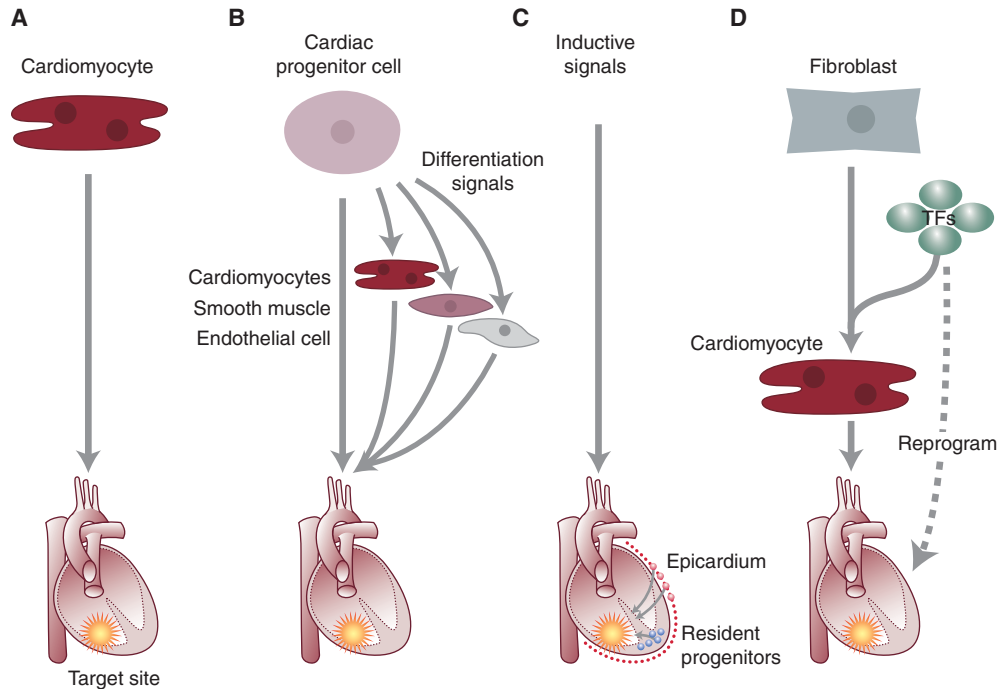 A
Cardiomyocyte
Target site
B
Cardiac
progenitor cell
Differentiation
signals
Cardiomyocytes
Smooth muscle
Endothelial cell
C
Inductive
signals
Epicardium
Resident
progenitors
D
Fibroblast
TFs
Cardiomyocyte
Reprogram